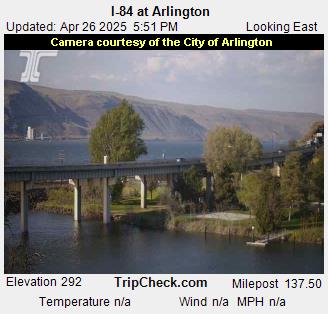 I-84 at Arlington
Updated: Apr 26 2025 5:51 PM Looking East
Camera courtesy of the City of Arlington
Elevation 292 TripCheck.com Milepost 137.50
Temperature n/a Wind n/a MPH n/a